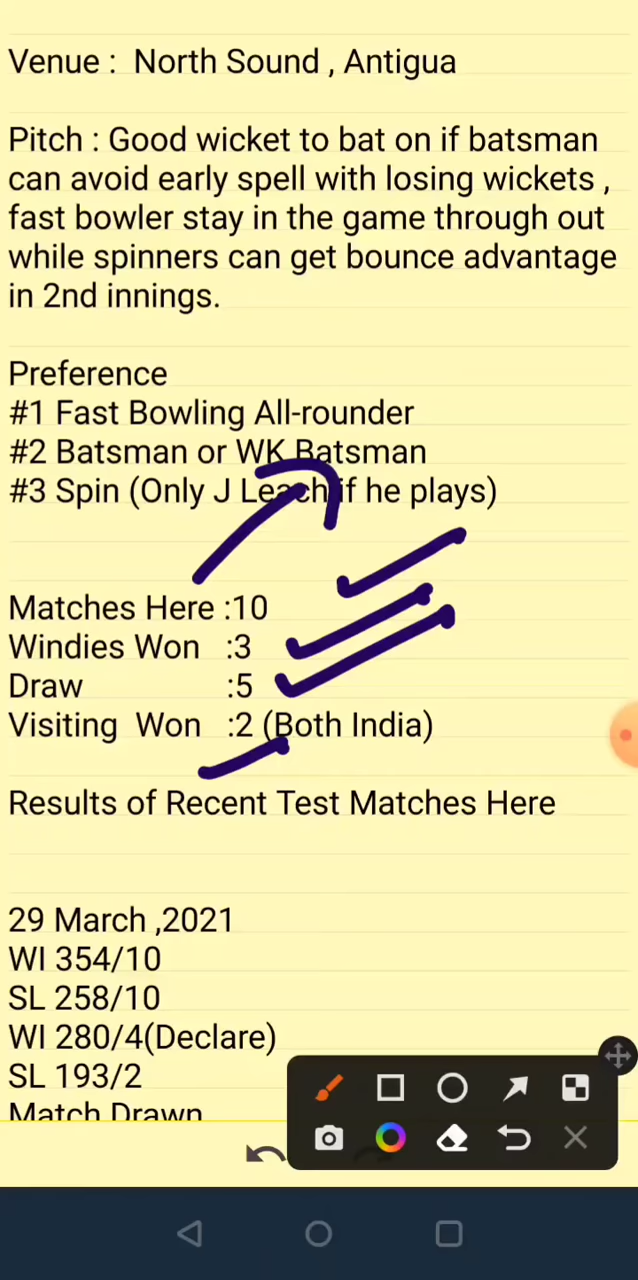 Venue :  North Sound , Antigua
Pitch : Good wicket to bat on if batsman
can avoid early spell with losing wickets ,
fast bowler stay in the game through out
while spinners can get bounce advantage
in 2nd innings.
Preference
#1 Fast Bowling All-rounder
#2 Batsman or WK Batsman
#3 Spin (Only J Leach if he plays)
Matches Here :10
Windies Won   :3
Draw                :5
Visiting  Won   :2 (Both India)
Results of Recent Test Matches Here
29 March ,2021
WI 354/10
SL 258/10
WI 280/4(Declare)
SL 193/2
Match Drawn